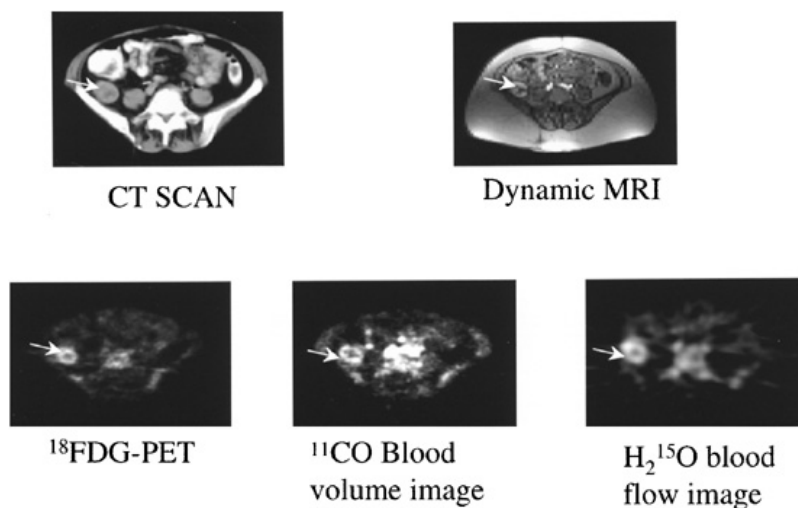 CT SCAN
Dynamic MRI
¹⁸FDG-PET
¹¹CO Blood
volume image
H₂¹⁵O blood
flow image